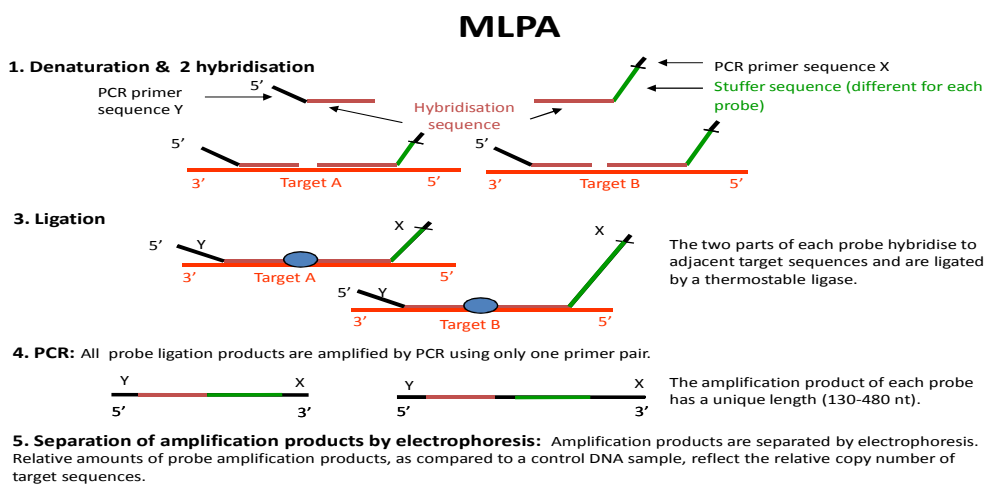 MLPA
1. Denaturation & 2 hybridisation
5’
PCR primer
sequence Y
Hybridisation
sequence
PCR primer sequence X
Stuffer sequence (different for each
probe)
5’
3’
Target A
5’
5’
3’
Target B
5’
3. Ligation
5’
Y
X
3’
Target A
5’
5’
Y
X
3’
Target B
5’
The two parts of each probe hybridise to
adjacent target sequences and are ligated
by a thermostable ligase.
4. PCR: All probe ligation products are amplified by PCR using only one primer pair.
Y
X
5’
3’
Y
X
5’
3’
The amplification product of each probe
has a unique length (130-480 nt).
5. Separation of amplification products by electrophoresis: Amplification products are separated by electrophoresis.
Relative amounts of probe amplification products, as compared to a control DNA sample, reflect the relative copy number of
target sequences.